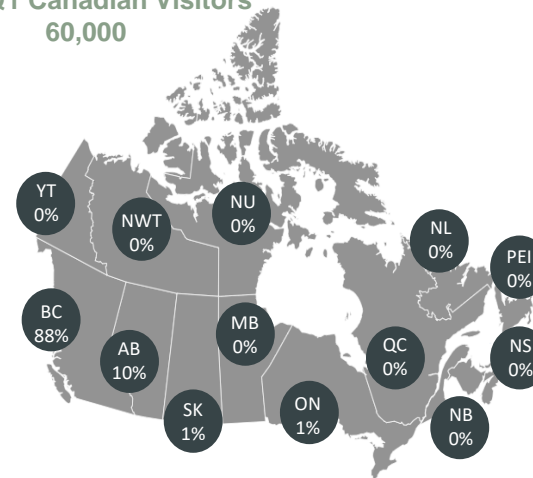 Q1 Canadian Visitors
60,000
YT
0%
NWT
0%
NU
0%
NL
0%
PEI
0%
BC
88%
AB
10%
MB
0%
QC
0%
NS
0%
SK
1%
ON
1%
NB
0%